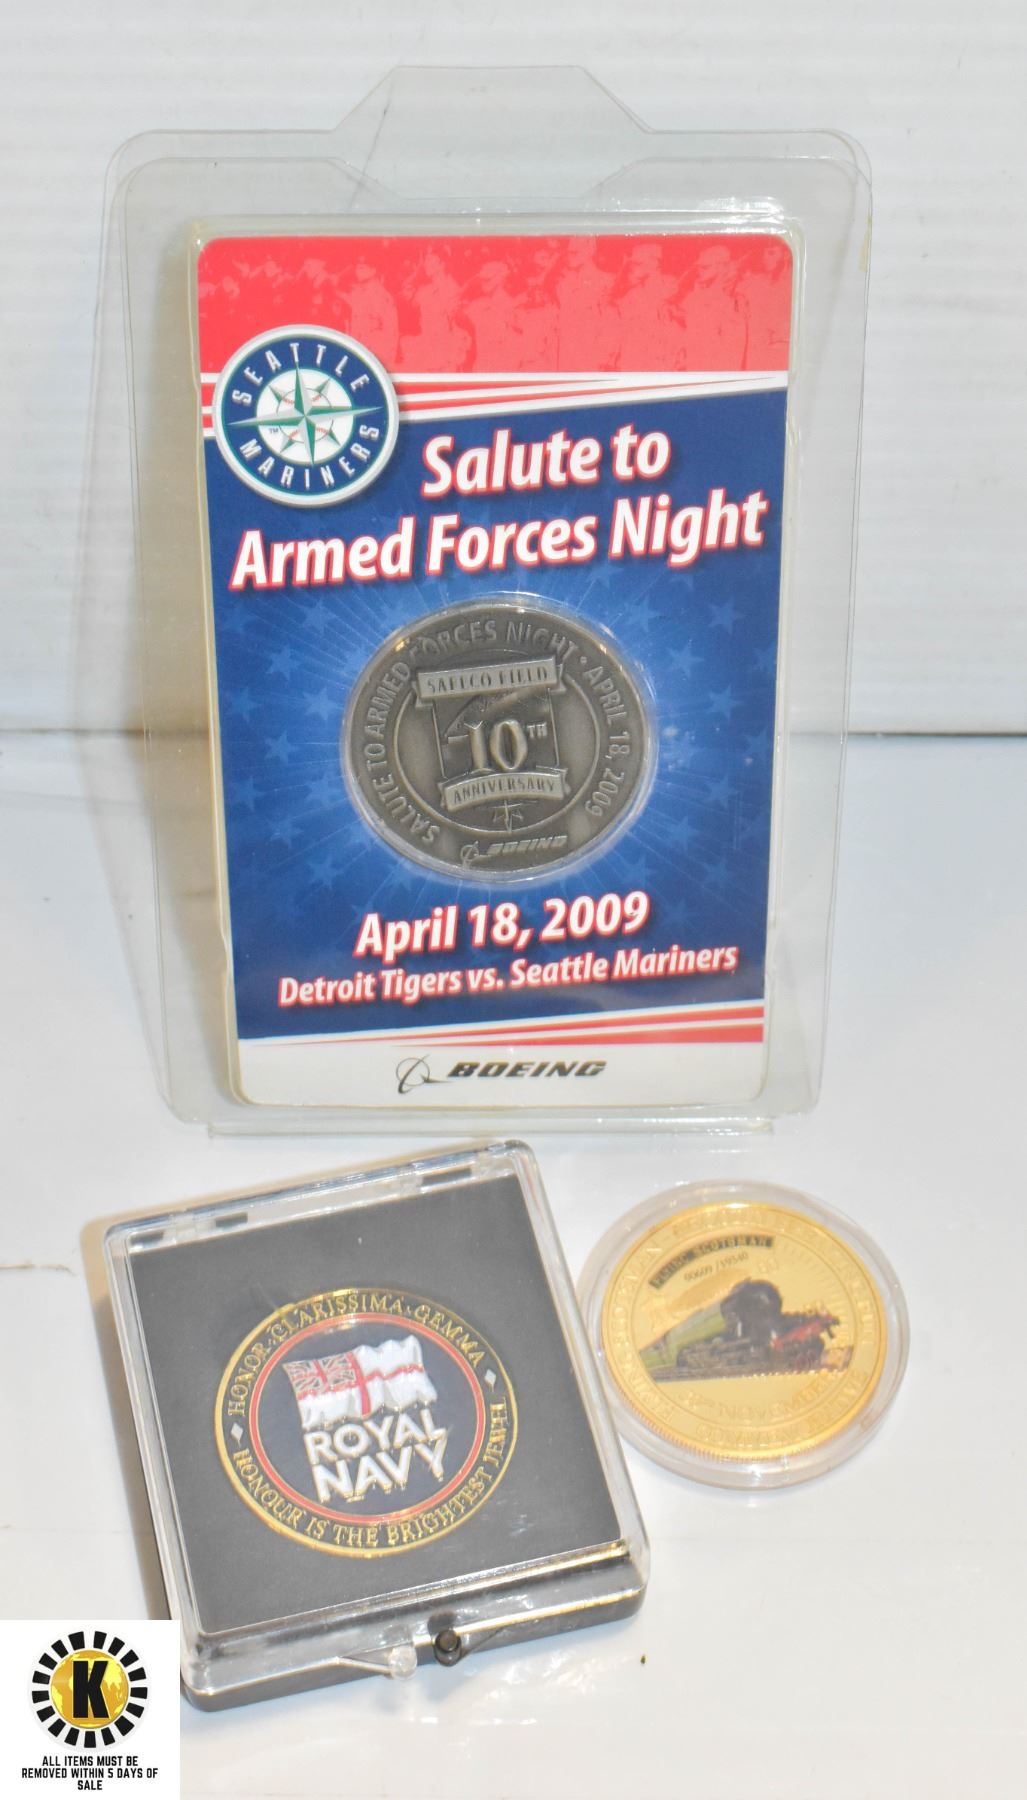 SEATTLE
MARINERS
TM
Salute to
Armed Forces Night
SALUTE TO ARMED FORCES NIGHT • APRIL 18, 2009
SAFECO FIELD
10TH
ANNIVERSARY
BOEING
April 18, 2009
Detroit Tigers vs. Seattle Mariners
BOEING
HONOR·CLARISSIMA·GEMMA
ROYAL
NAVY
HONOUR IS THE BRIGHTEST JEWEL
FLYING SCOTSMAN
NOVEMBER
K
ALL ITEMS MUST BE
REMOVED WITHIN 5 DAYS OF
SALE